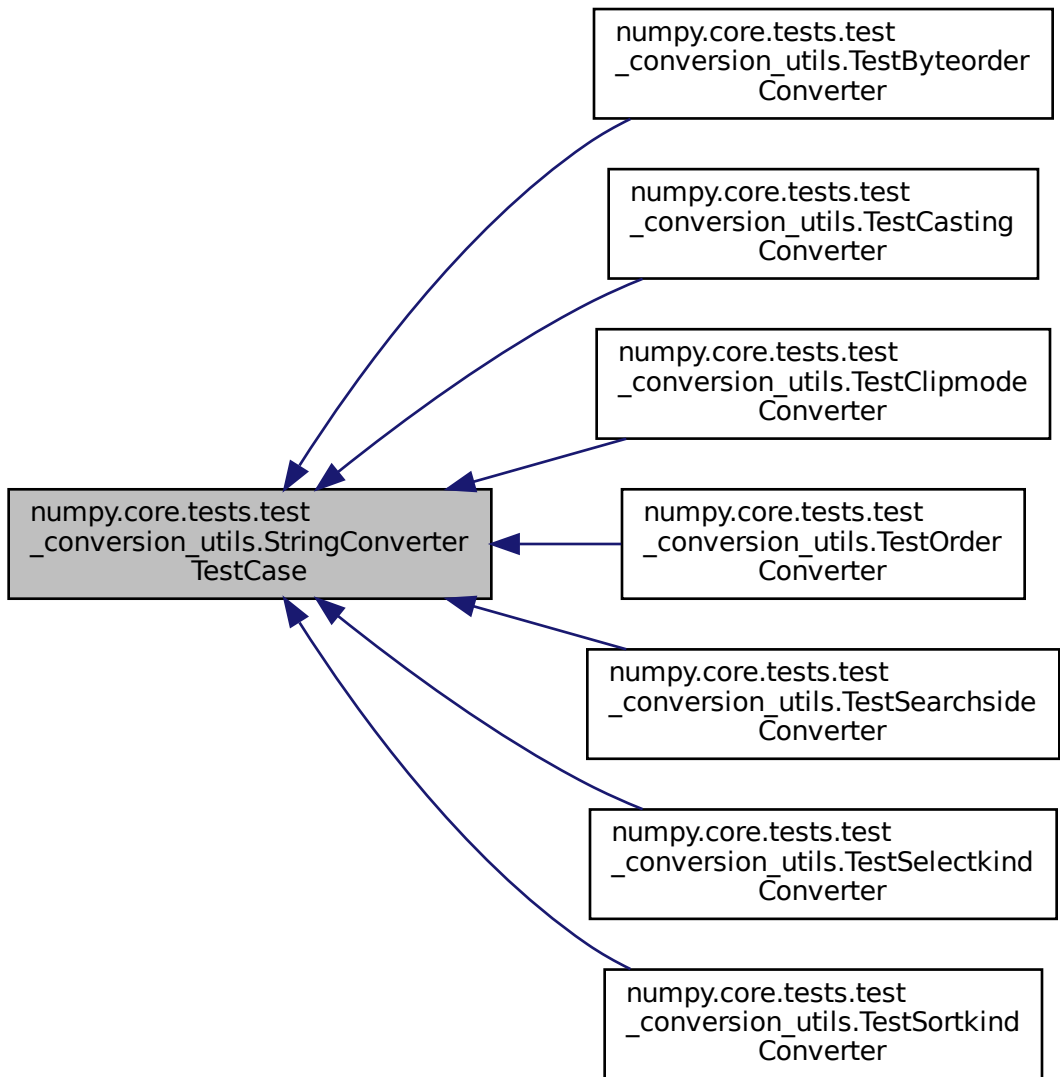 numpy.core.tests.test
_conversion_utils.TestByteorder
Converter
numpy.core.tests.test
_conversion_utils.TestCasting
Converter
numpy.core.tests.test
_conversion_utils.TestClipmode
Converter
numpy.core.tests.test
_conversion_utils.StringConverter
TestCase
numpy.core.tests.test
_conversion_utils.TestOrder
Converter
numpy.core.tests.test
_conversion_utils.TestSearchside
Converter
numpy.core.tests.test
_conversion_utils.TestSelectkind
Converter
numpy.core.tests.test
_conversion_utils.TestSortkind
Converter